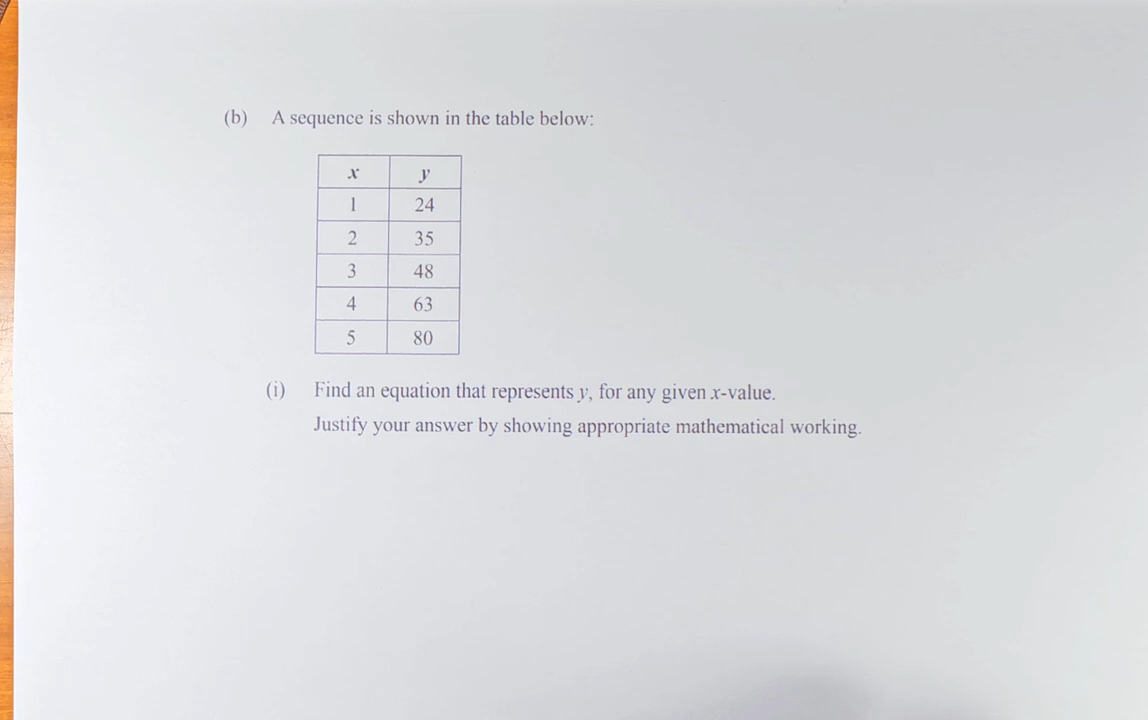 (b) A sequence is shown in the table below:
x y
1 24
2 35
3 48
4 63
5 80
(i) Find an equation that represents y, for any given x-value.
Justify your answer by showing appropriate mathematical working.